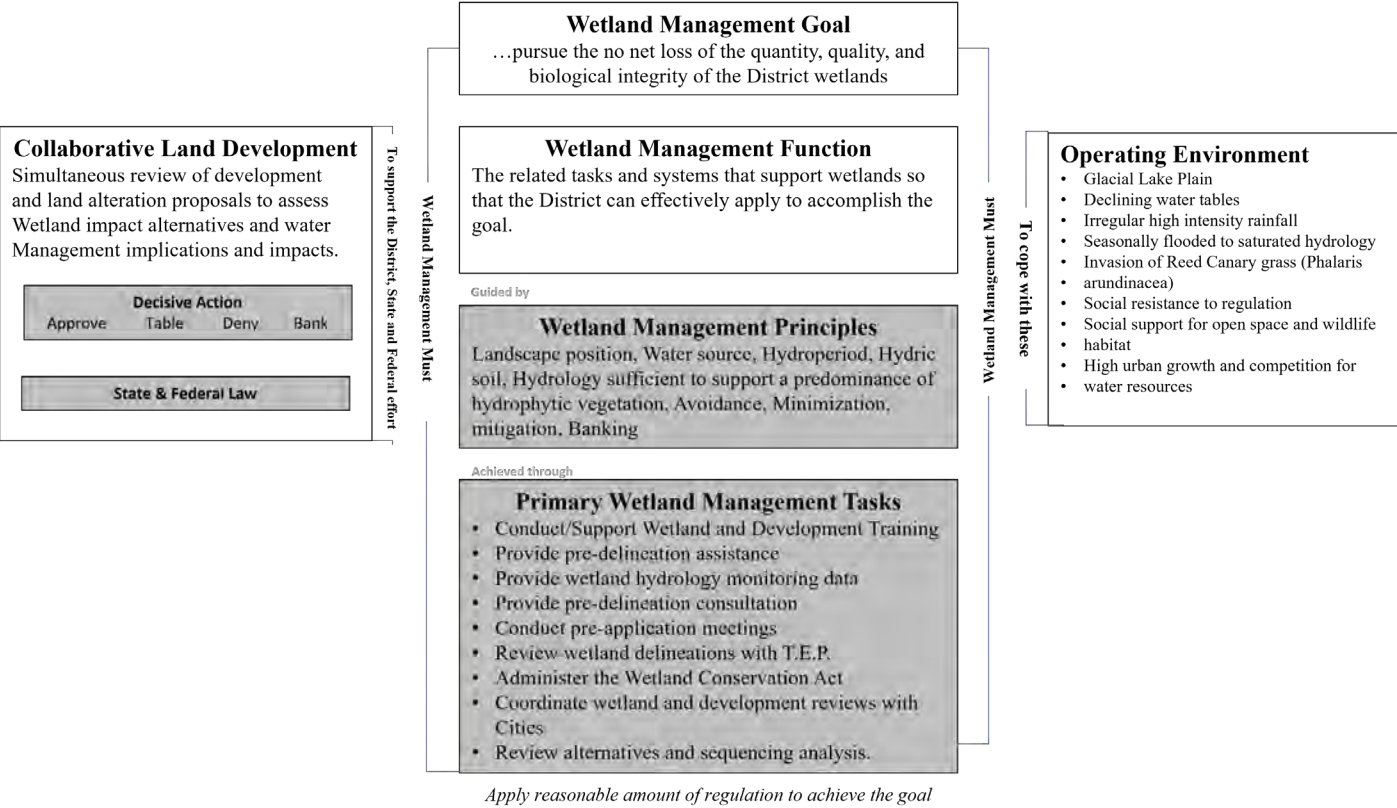 Wetland Management Goal
…pursue the no net loss of the quantity, quality, and
biological integrity of the District wetlands
Collaborative Land Development
Simultaneous review of development
and land alteration proposals to assess
Wetland impact alternatives and water
Management implications and impacts.
Decisive Action
Approve Table Deny Bank
State & Federal Law
To support the District, State and Federal effort
Wetland Management Must
Wetland Management Function
The related tasks and systems that support wetlands so
that the District can effectively apply to accomplish the
goal.
Guided by
Wetland Management Principles
Landscape position, Water source, Hydroperiod, Hydric
soil, Hydrology sufficient to support a predominance of
hydrophytic vegetation, Avoidance, Minimization,
mitigation, Banking
Achieved through
Primary Wetland Management Tasks
• Conduct/Support Wetland and Development Training
• Provide pre-delineation assistance
• Provide wetland hydrology monitoring data
• Provide pre-delineation consultation
• Conduct pre-application meetings
• Review wetland delineations with T.E.P.
• Administer the Wetland Conservation Act
• Coordinate wetland and development reviews with
Cities
• Review alternatives and sequencing analysis.
Wetland Management Must
To cope with these
Operating Environment
• Glacial Lake Plain
• Declining water tables
• Irregular high intensity rainfall
• Seasonally flooded to saturated hydrology
• Invasion of Reed Canary grass (Phalaris
• arundinacea)
• Social resistance to regulation
• Social support for open space and wildlife
• habitat
• High urban growth and competition for
• water resources
Apply reasonable amount of regulation to achieve the goal